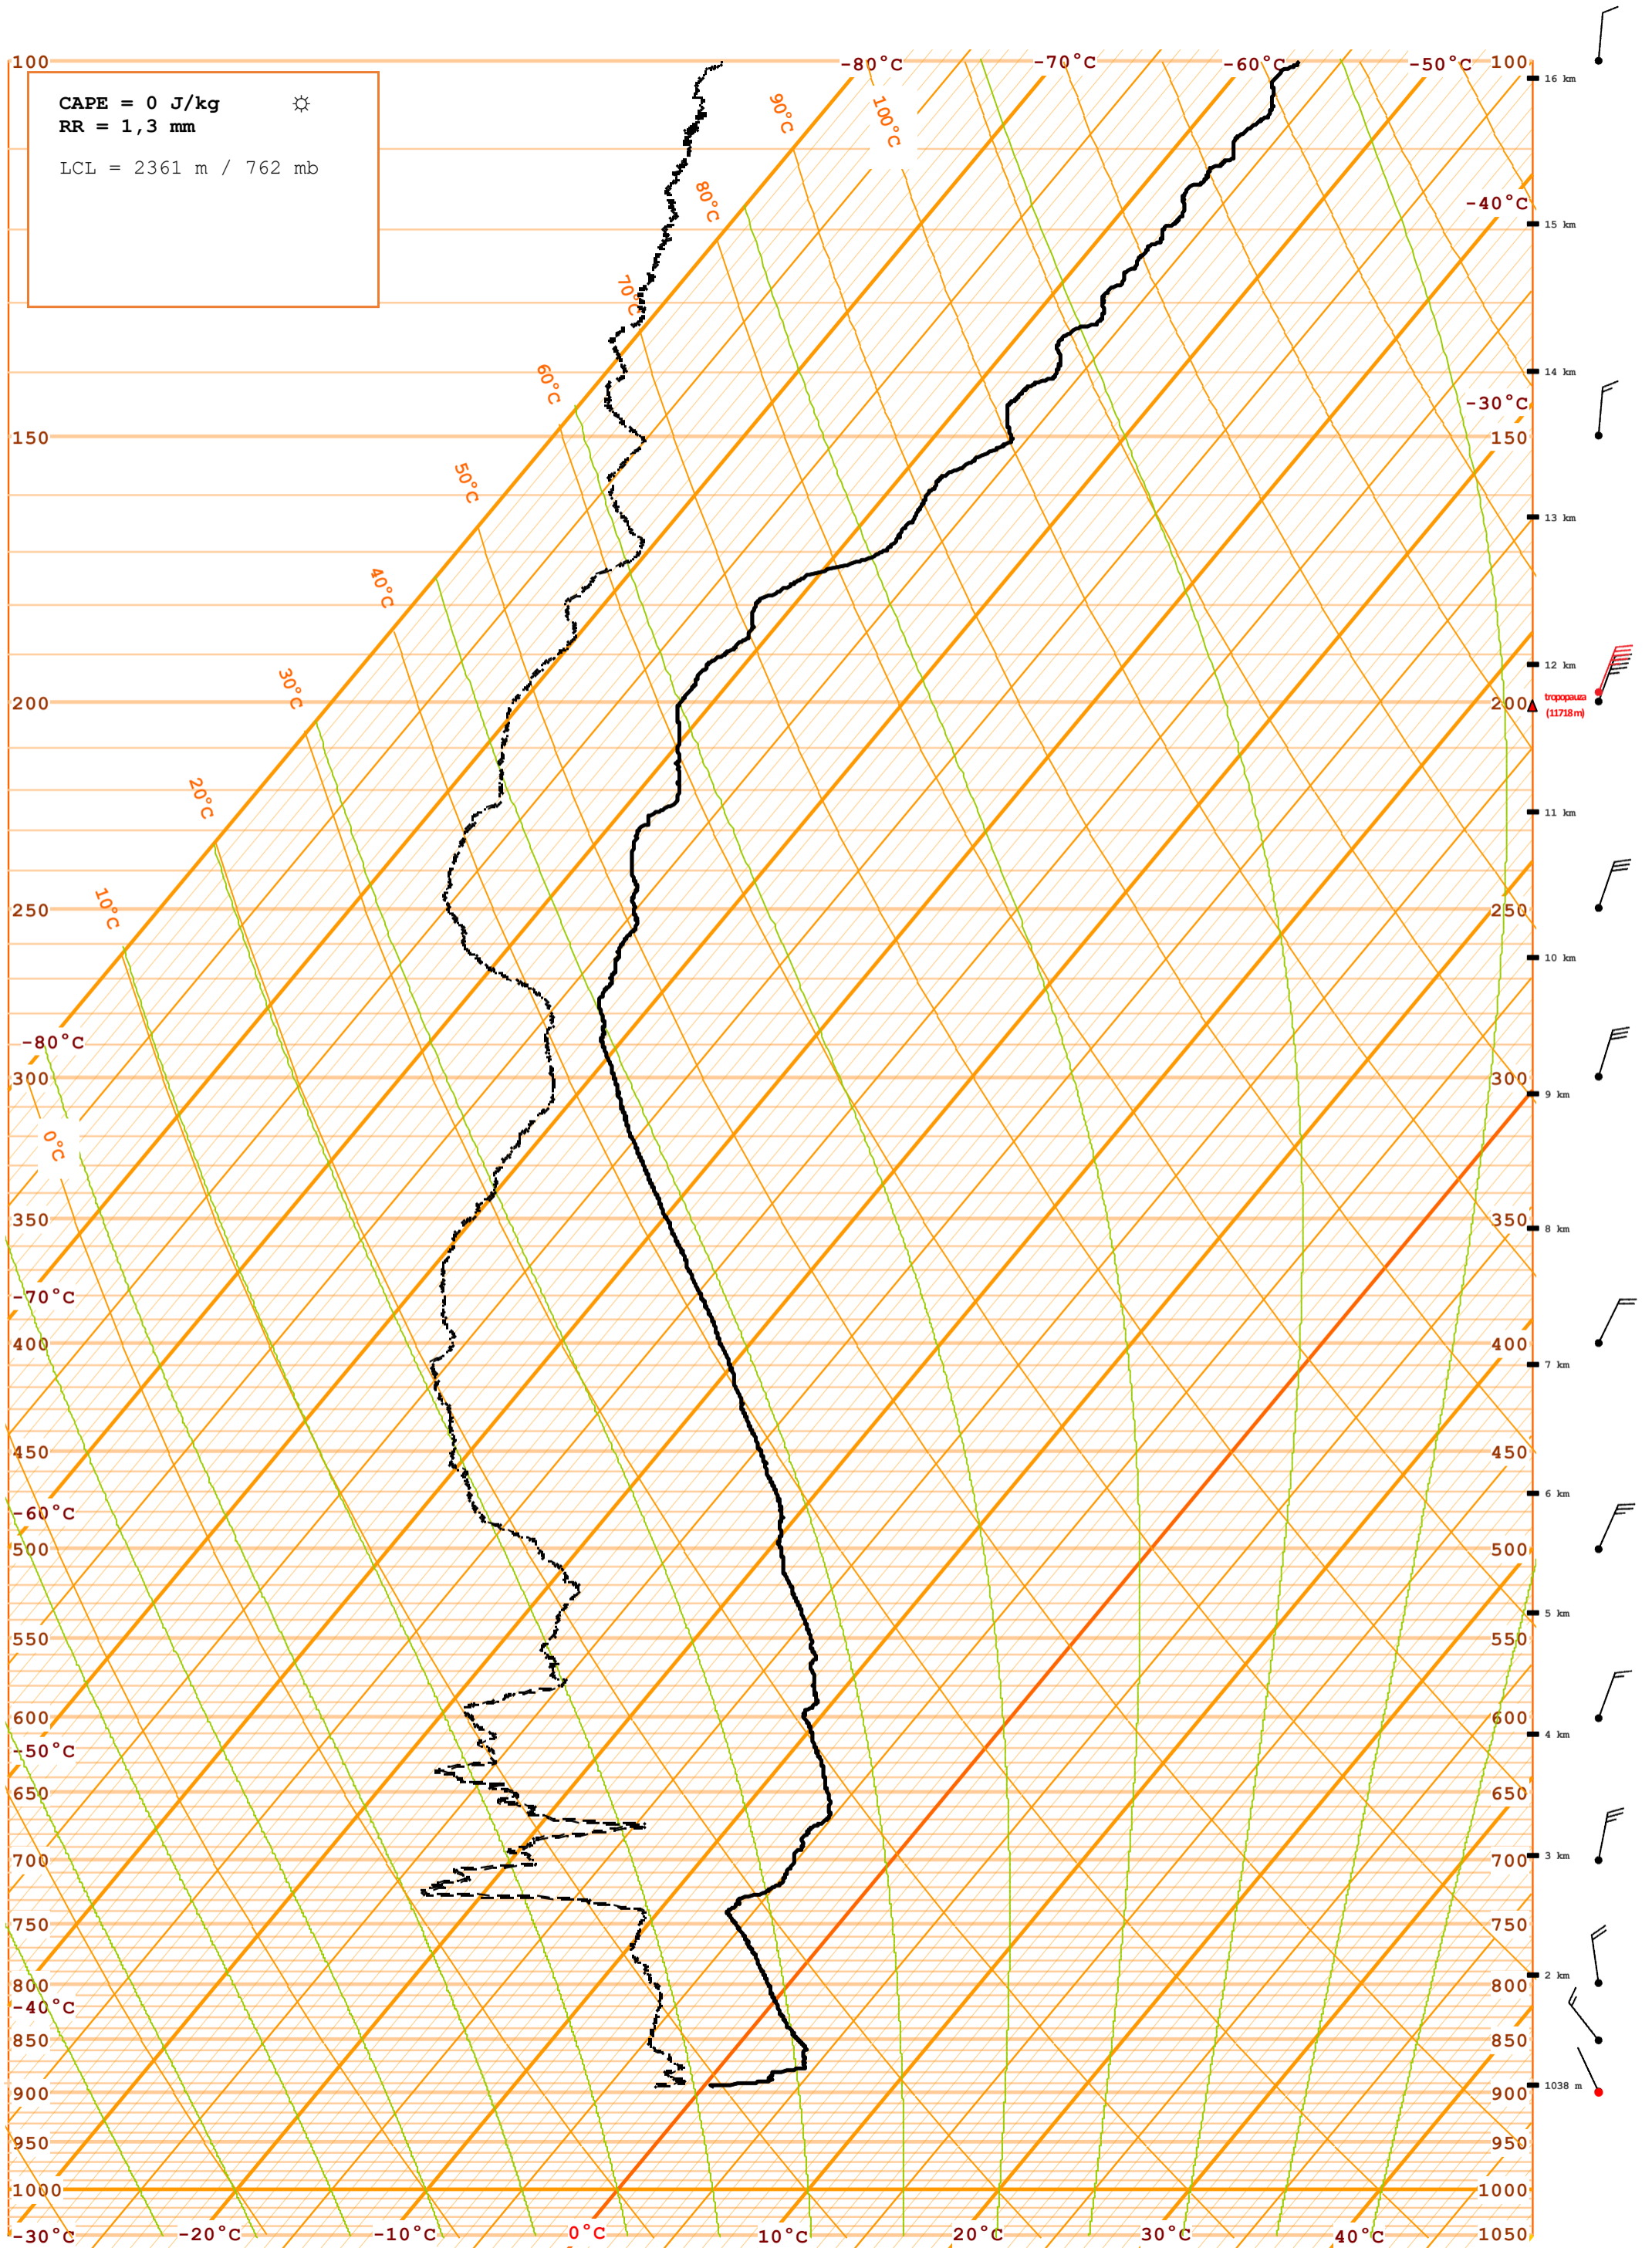 100 -80°C -70°C -60°C -50°C 100
16 km
CAPE = 0 J/kg ☼
RR = 1,3 mm
LCL = 2361 m / 762 mb
90°C 100°C
80°C -40°C
15 km
70°C
14 km
60°C -30°C
150 150
50°C
13 km
40°C
12 km
30°C
200 200 tropopauza
(11718 m)
20°C
11 km
10°C
250 250
10 km
-80°C
300 300
9 km
0°C
350 350
8 km
-70°C
400 400
7 km
450 450
6 km
-60°C
500 500
5 km
550 550
600 600
4 km
-50°C
650 650
700 700
3 km
750 750
2 km
800 800
-40°C
850 850
1038 m
900 900
950 950
1000 1000
-30°C -20°C -10°C 0°C 10°C 20°C 30°C 40°C 1050